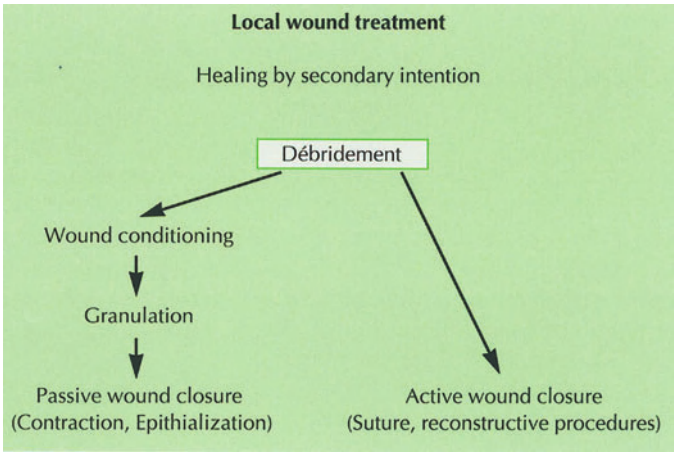 Local wound treatment
Healing by secondary intention
Débridement
Wound conditioning
Granulation
Passive wound closure
(Contraction, Epithialization)
Active wound closure
(Suture, reconstructive procedures)